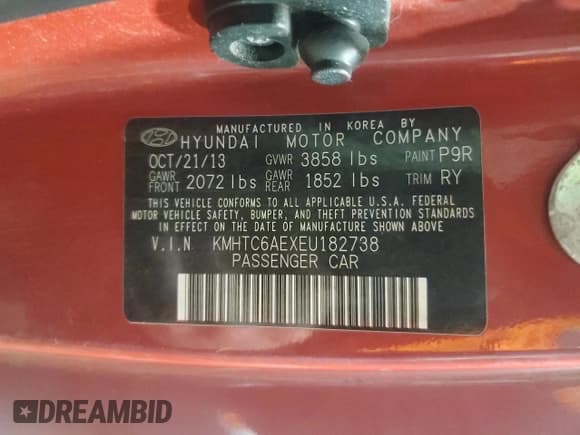 MANUFACTURED IN KOREA BY
HYUNDAI MOTOR COMPANY
OCT/21/13 GVWR 3858 lbs PAINT P9R
GAWR FRONT 2072 lbs GAWR REAR 1852 lbs TRIM RY
THIS VEHICLE CONFORMS TO ALL APPLICABLE U.S.A. FEDERAL
MOTOR VEHICLE SAFETY, BUMPER, AND THEFT PREVENTION STANDARDS
IN EFFECT ON THE DATE OF MANUFACTURE SHOWN ABOVE.
V.I.N KMHTC6AEXEU182738
PASSENGER CAR
DREAMBID